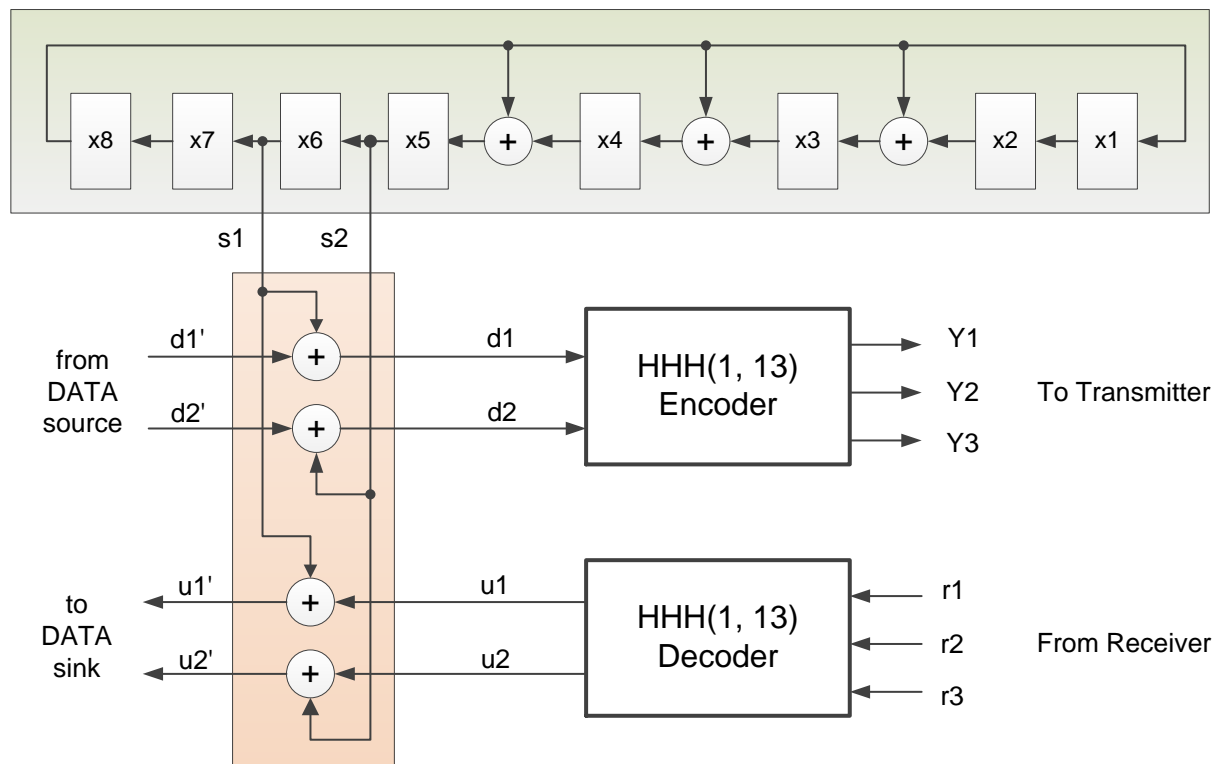 x8 x7 x6 x5 + x4 + x3 + x2 x1
s1 s2
from
DATA
source
d1'
d2'
+
+
d1
d2
HHH(1, 13)
Encoder
Y1
Y2
Y3
To Transmitter
to
DATA
sink
u1'
u2'
+
+
u1
u2
HHH(1, 13)
Decoder
r1
r2
r3
From Receiver